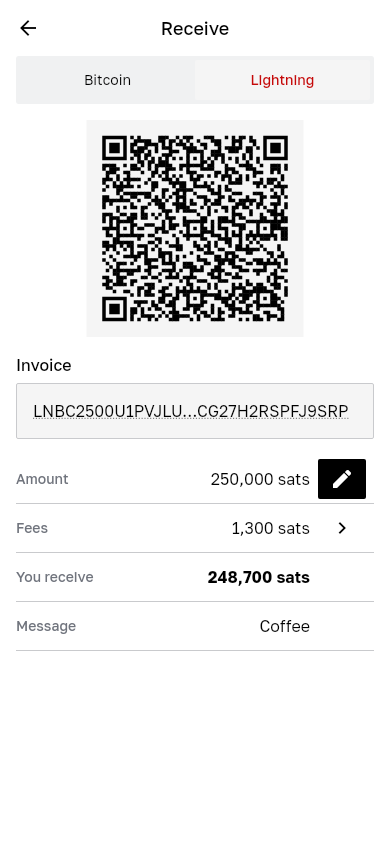 Receive
Bitcoin
Lightning
Invoice
LNBC2500U1PVJLU...CG27H2RSPFJ9SRP
Amount 250,000 sats
Fees 1,300 sats
You receive 248,700 sats
Message Coffee